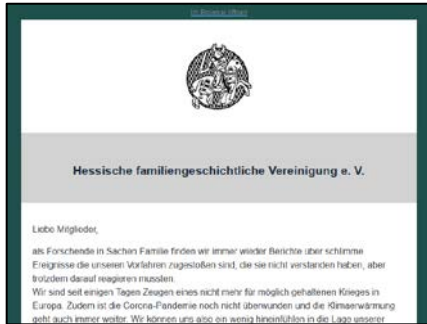 Im Browser öffnen
Hessische familiengeschichtliche Vereinigung e. V.
Liebe Mitglieder,
als Forschende in Sachen Familie finden wir immer wieder Berichte über schlimme
Ereignisse die unseren Vorfahren zugestoßen sind, die sie nicht verstanden haben, aber
trotzdem darauf reagieren mussten.
Wir sind seit einigen Tagen Zeugen eines nicht mehr für möglich gehaltenen Krieges in
Europa. Zudem ist die Corona-Pandemie noch nicht überwunden und die Klimaerwärmung
geht auch immer weiter. Wir können uns also ein wenig hineinfühlen in die Lage unserer